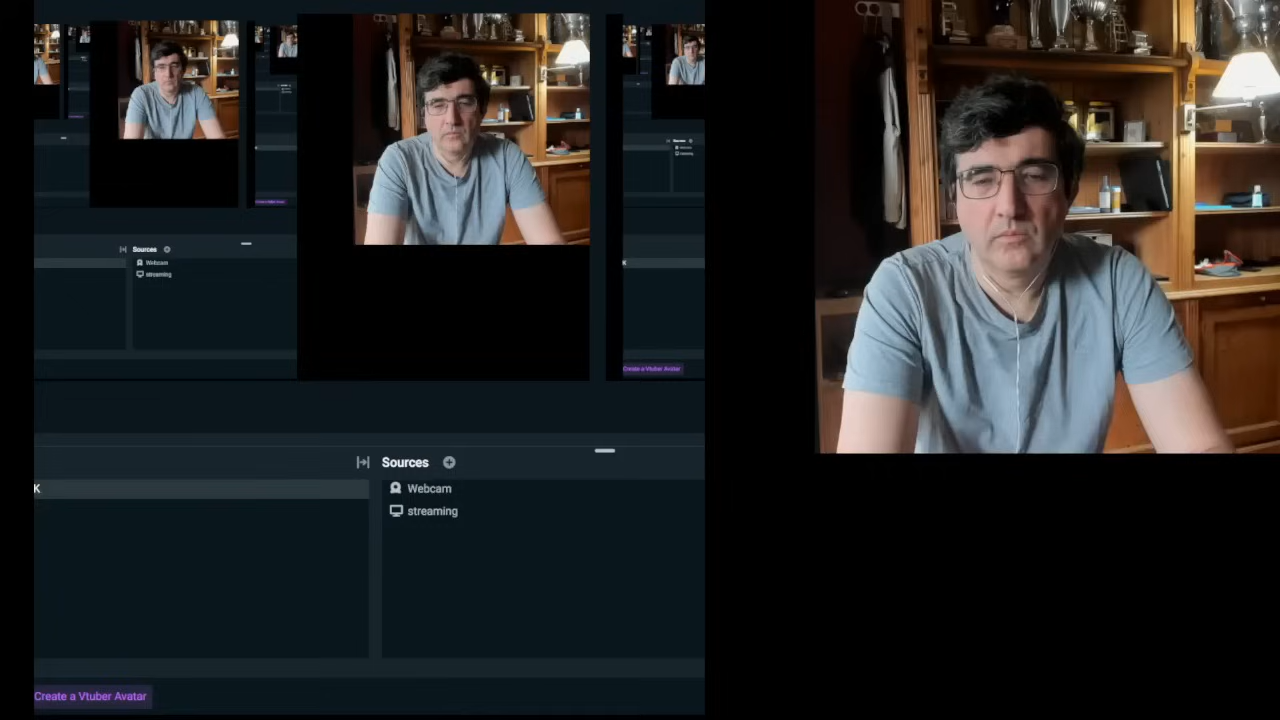 Sources
Webcam
streaming
Create a Vtuber Avatar
K
Sources
K
Webcam
streaming
Create a Vtuber Avatar